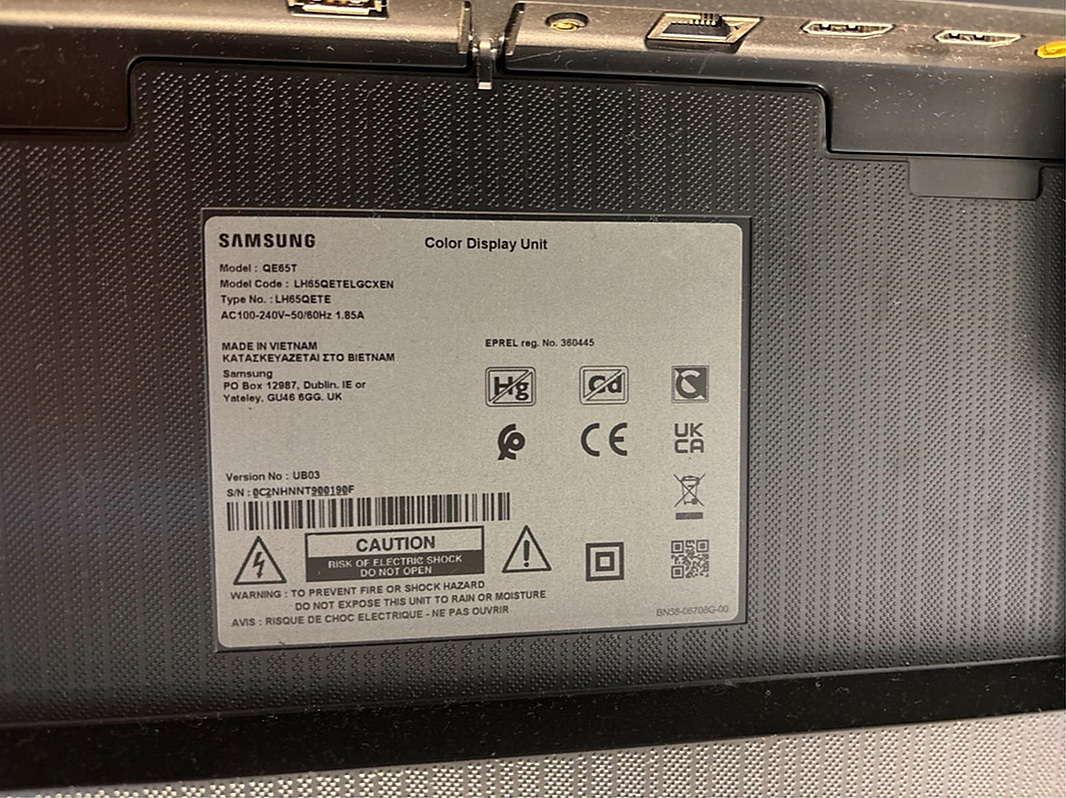 SAMSUNG
Color Display Unit
Model : QE65T
Model Code : LH65QETELGCXEN
Type No. : LH65QETE
AC100-240V~50/60Hz 1.85A
MADE IN VIETNAM
ΚΑΤΑΣΚΕΥΑΖΕΤΑΙ ΣΤΟ ΒΙΕΤΝΑΜ
Samsung
PO Box 12987, Dublin. IE or
Yateley, GU46 6GG. UK
EPREL reg. No. 360445
Hg
Cd
CE
UK
CA
Version No : UB03
S/N : 0C2NHNNT900190F
CAUTION
RISK OF ELECTRIC SHOCK
DO NOT OPEN
WARNING : TO PREVENT FIRE OR SHOCK HAZARD
DO NOT EXPOSE THIS UNIT TO RAIN OR MOISTURE
AVIS : RISQUE DE CHOC ELECTRIQUE - NE PAS OUVRIR
BN58-06708G-00